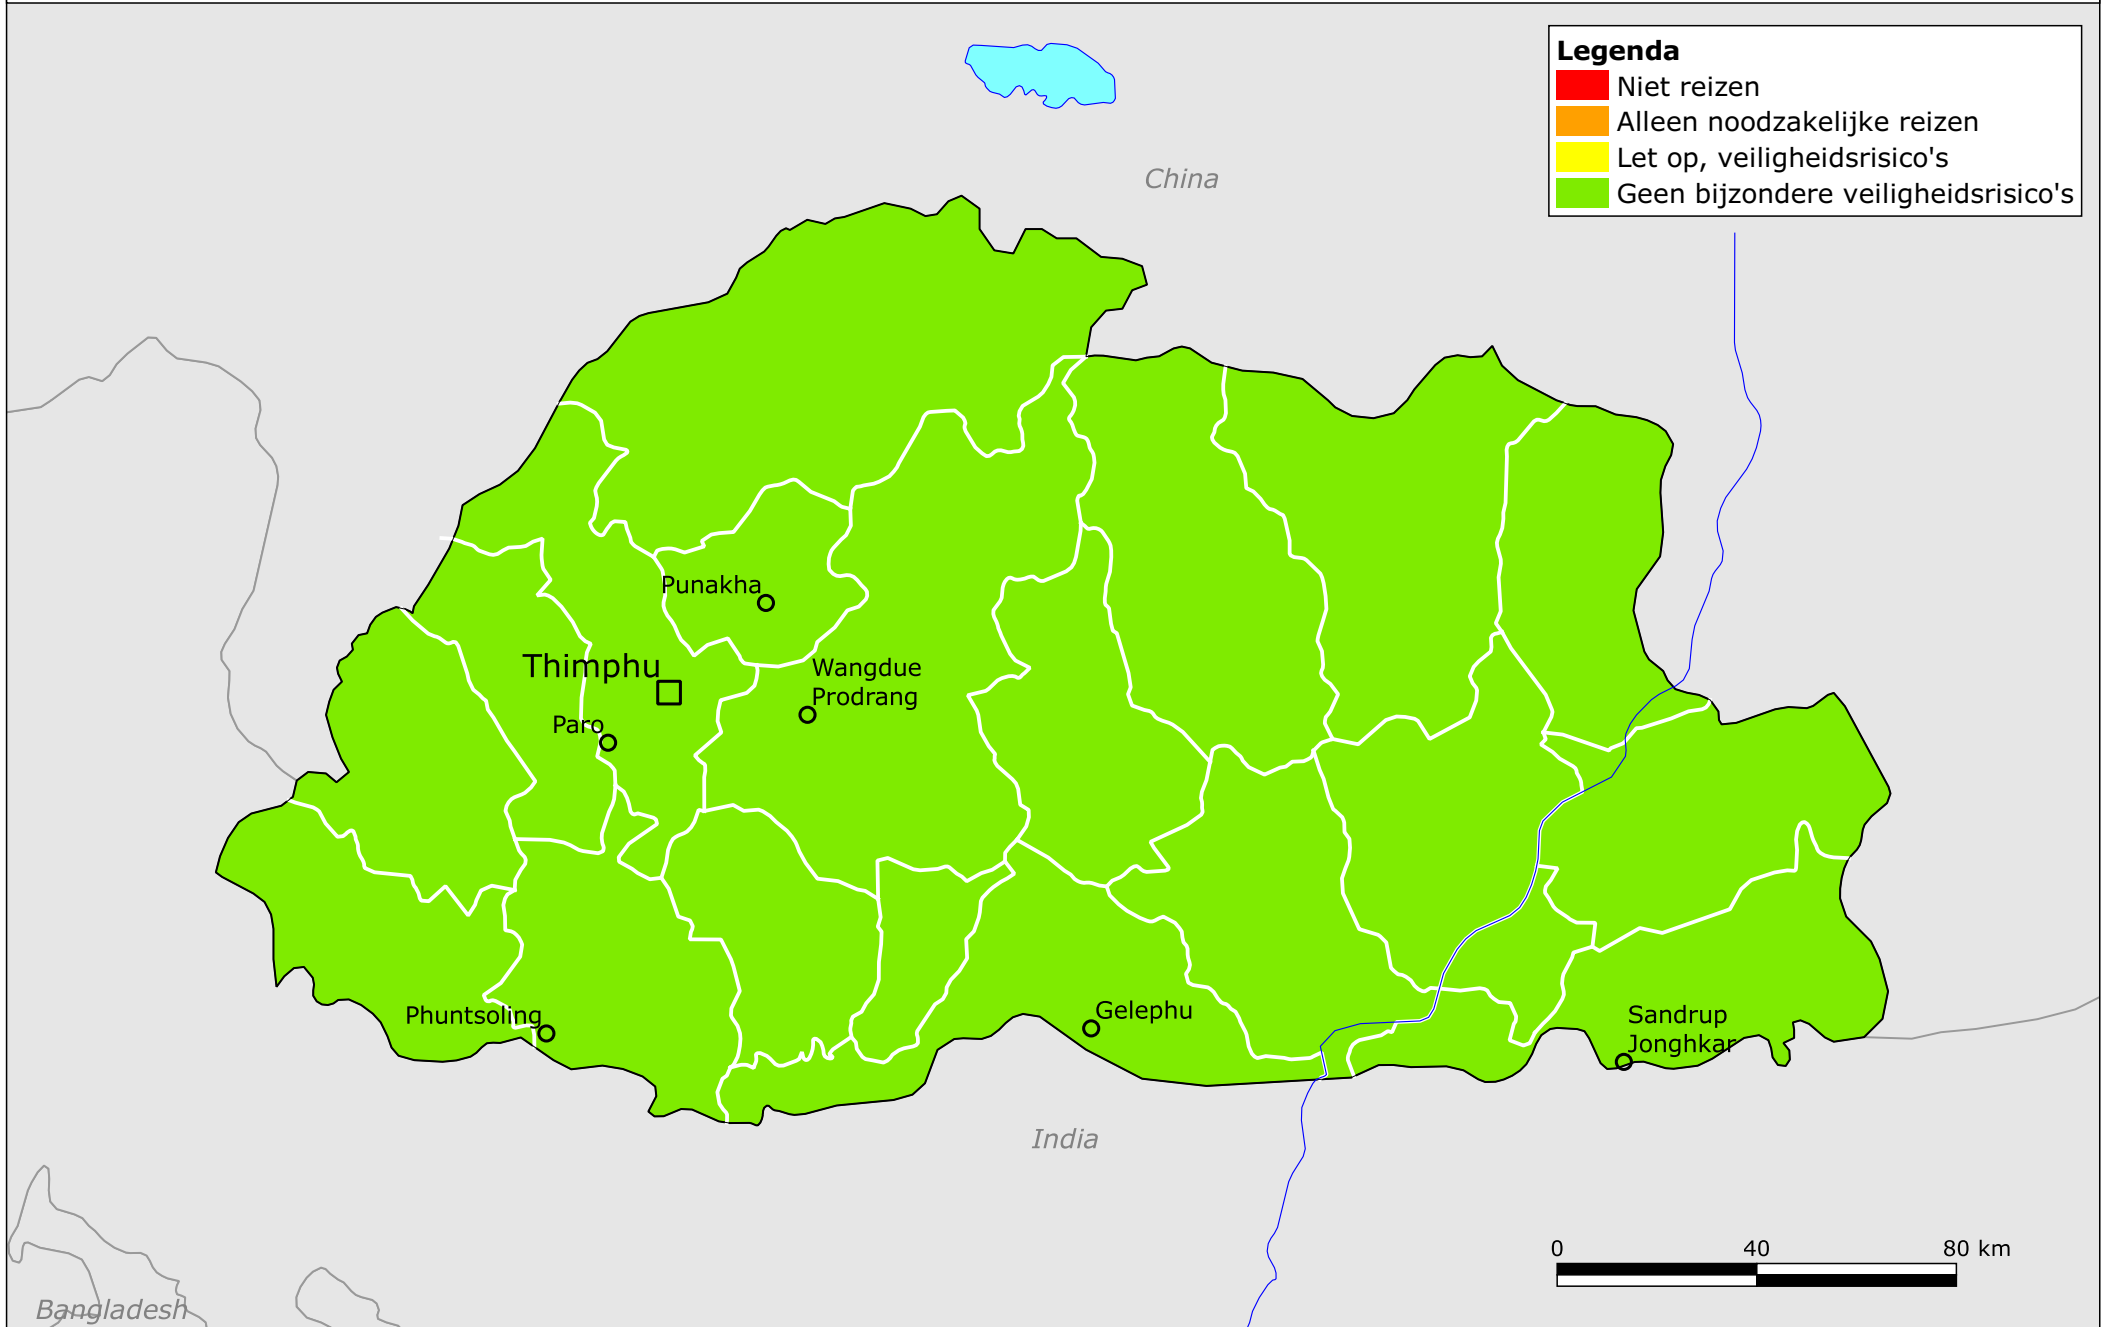 Legenda
Niet reizen
Alleen noodzakelijke reizen
Let op, veiligheidsrisico's
Geen bijzondere veiligheidsrisico's
China
Punakha
Thimphu
Wangdue
Prodrang
Paro
Phuntsoling
Gelephu
Sandrup
Jonghkar
India
0 40 80 km
Bangladesh